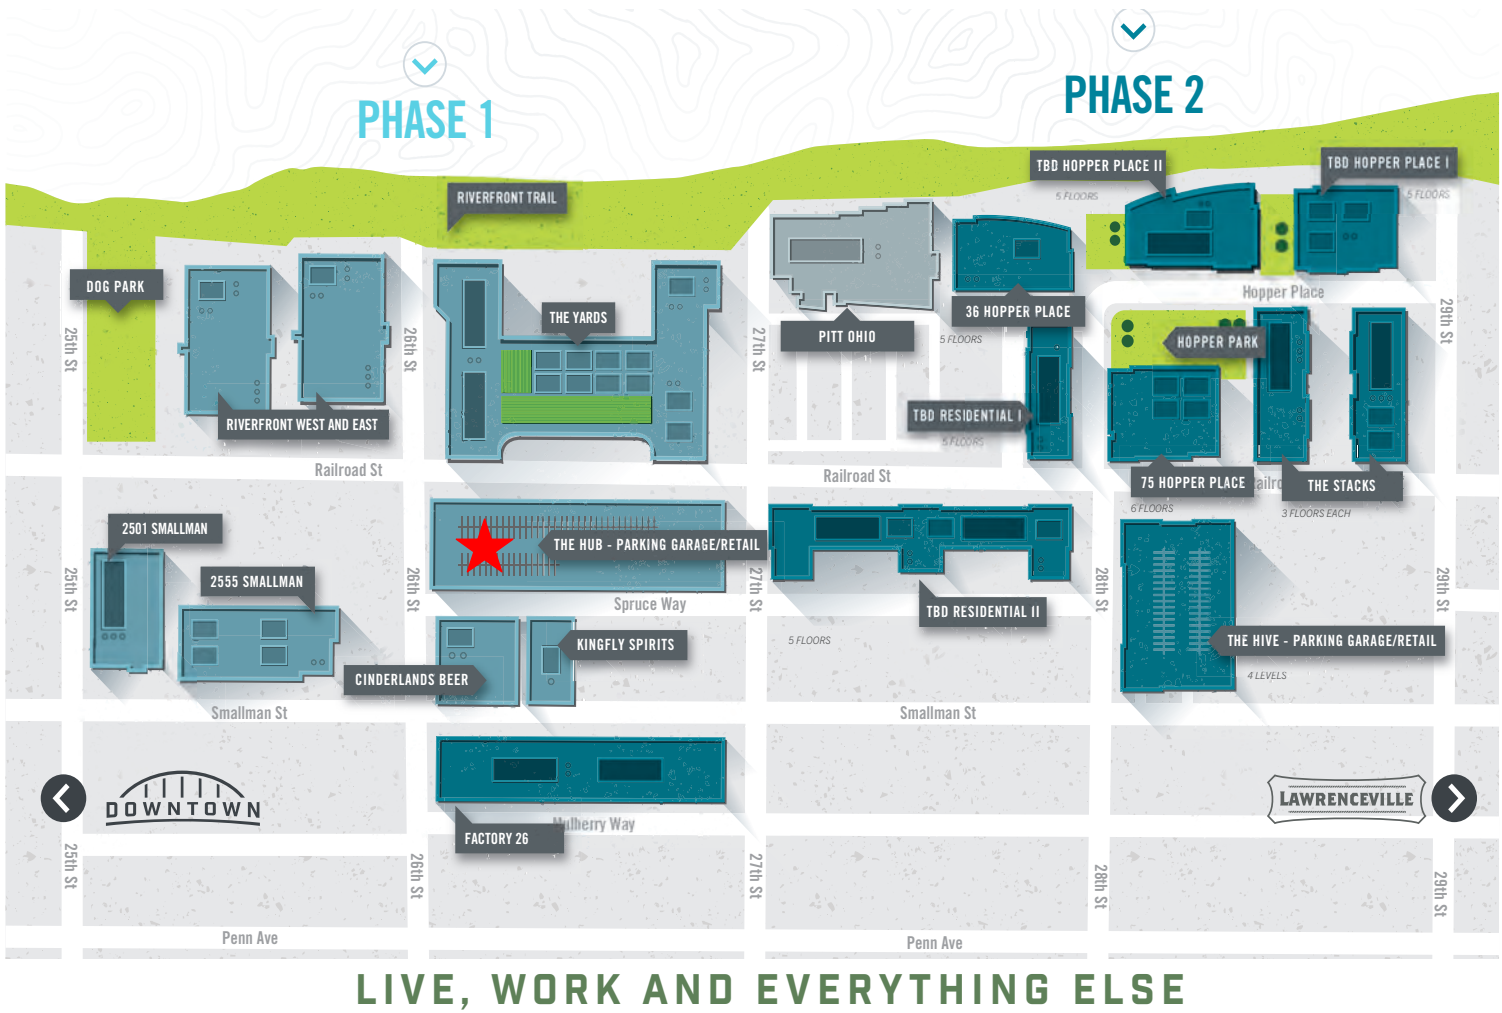 PHASE 1
PHASE 2
TBD HOPPER PLACE II
TBD HOPPER PLACE I
5 FLOORS
5 FLOORS
RIVERFRONT TRAIL
DOG PARK
Hopper Place
THE YARDS
36 HOPPER PLACE
PITT OHIO
5 FLOORS
HOPPER PARK
25th St
26th St
27th St
29th St
RIVERFRONT WEST AND EAST
TBD RESIDENTIAL I
5 FLOORS
Railroad St
Railroad St
75 HOPPER PLACE
THE STACKS
6 FLOORS
3 FLOORS EACH
2501 SMALLMAN
THE HUB - PARKING GARAGE/RETAIL
2555 SMALLMAN
25th St
26th St
27th St
28th St
29th St
Spruce Way
TBD RESIDENTIAL II
5 FLOORS
KINGFLY SPIRITS
THE HIVE - PARKING GARAGE/RETAIL
CINDERLANDS BEER
4 LEVELS
Smallman St
Smallman St
DOWNTOWN
LAWRENCEVILLE
Mulberry Way
FACTORY 26
25th St
26th St
27th St
28th St
29th St
Penn Ave
Penn Ave
LIVE, WORK AND EVERYTHING ELSE